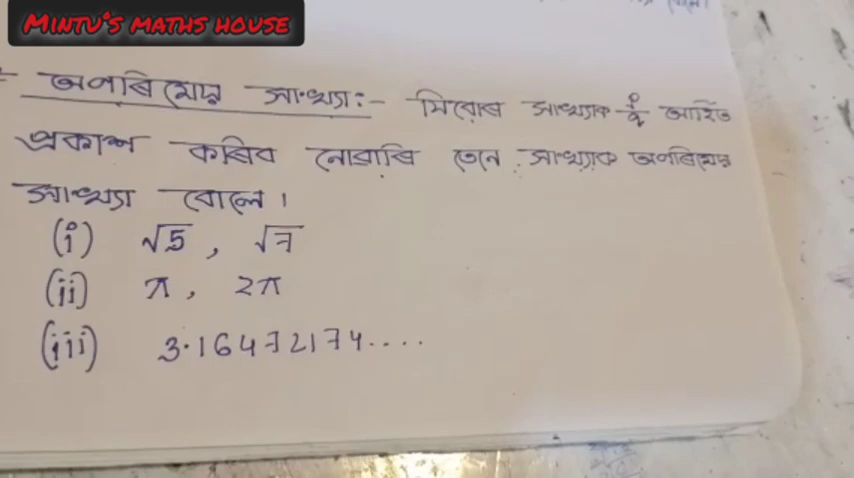 MINTU'S MATHS HOUSE
অপৰিমেয় সাংখ্যা :- যিবোৰ সাংখ্যাক p/q আৰ্হিত
প্ৰকাশ কৰিব নোৱাৰি তেনে সাংখ্যাক অপৰিমেয়
সাংখ্যা বোলে।
(i) √5 , √7
(ii) π , 2π
(iii) 3.16472174....